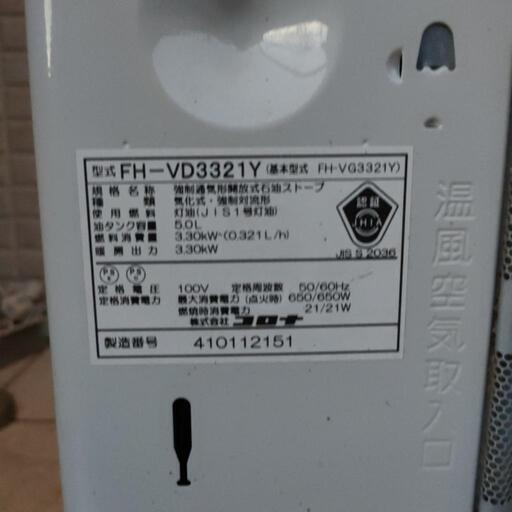 型式 FH-VD3321Y (基本型式 FH-VG3321Y)
規格名称 強制通気形開放式石油ストーブ
種類 気化式・強制対流形
使用燃料 灯油(JIS1号灯油)
油タンク容量 5.0L
燃料消費量 3.30kW(0.321L/h)
暖房出力 3.30kW
認証
JHIA
JIS S 2036
定格電圧 100V 定格周波数 50/60Hz
定格消費電力 最大消費電力(点火時) 650/650W
燃焼時消費電力 21/21W
株式会社 コロナ
製造番号 410112151
温風空気取入口